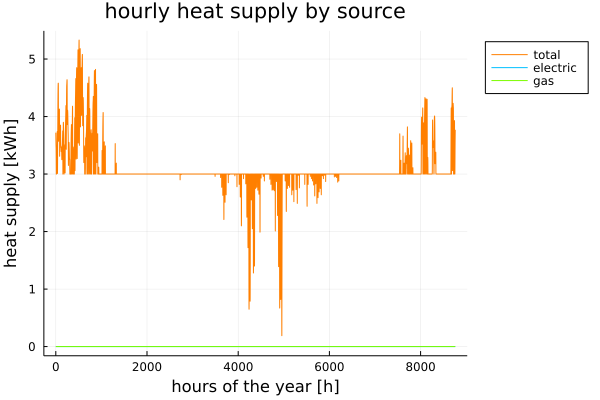 hourly heat supply by source
heat supply [kWh]
5
4
3
2
1
0
0 2000 4000 6000 8000
hours of the year [h]
total
electric
gas